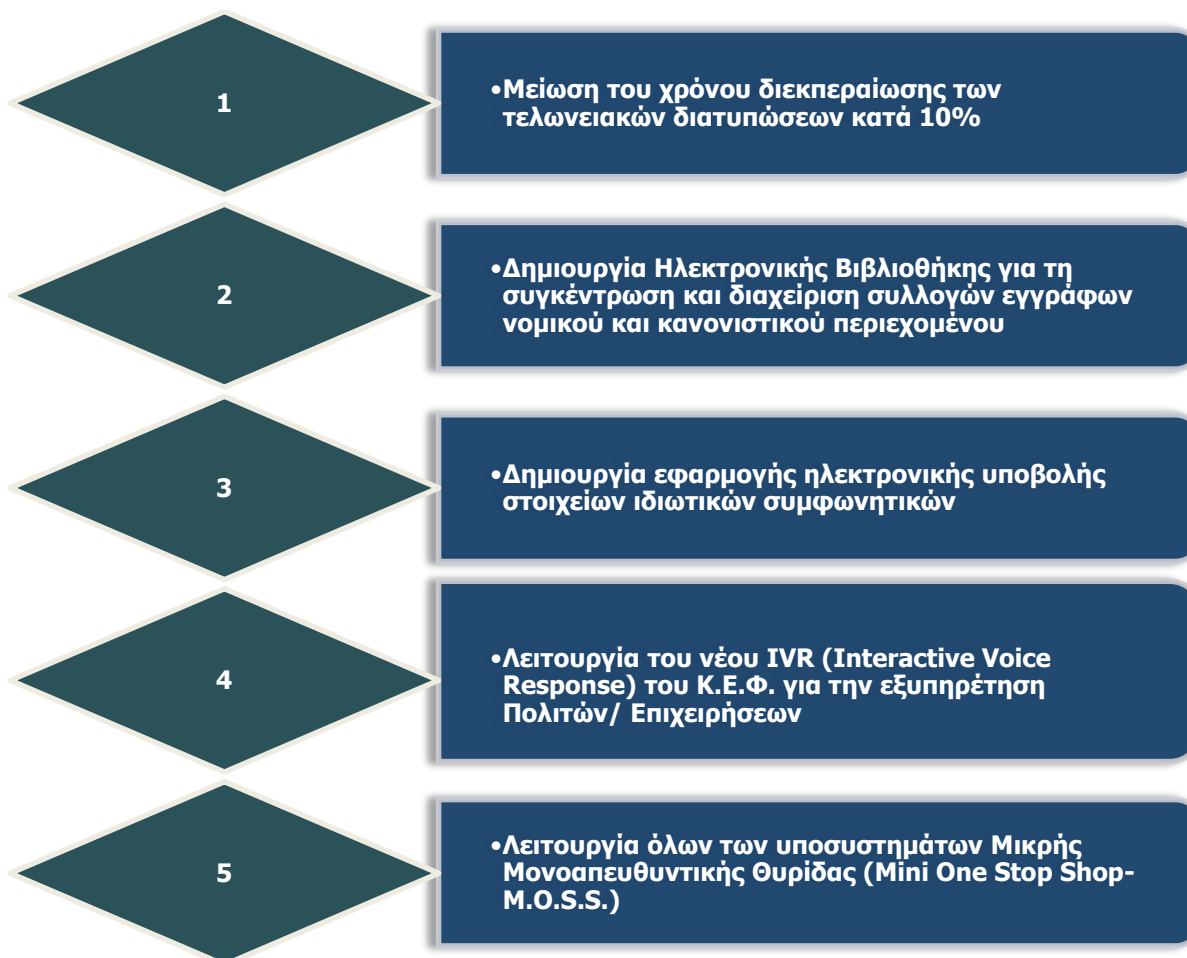 1
•Μείωση του χρόνου διεκπεραίωσης των
τελωνειακών διατυπώσεων κατά 10%
2
•Δημιουργία Ηλεκτρονικής Βιβλιοθήκης για τη
συγκέντρωση και διαχείριση συλλογών εγγράφων
νομικού και κανονιστικού περιεχομένου
3
•Δημιουργία εφαρμογής ηλεκτρονικής υποβολής
στοιχείων ιδιωτικών συμφωνητικών
4
•Λειτουργία του νέου IVR (Interactive Voice
Response) του Κ.Ε.Φ. για την εξυπηρέτηση
Πολιτών/ Επιχειρήσεων
5
•Λειτουργία όλων των υποσυστημάτων Μικρής
Μονοαπευθυντικής Θυρίδας (Mini One Stop Shop-
M.O.S.S.)